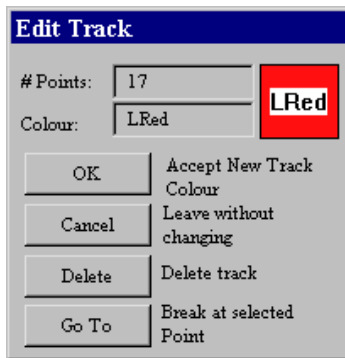 Edit Track
# Points: 17
LRed
Colour: LRed
OK Accept New Track
Colour
Cancel Leave without
changing
Delete Delete track
Go To Break at selected
Point